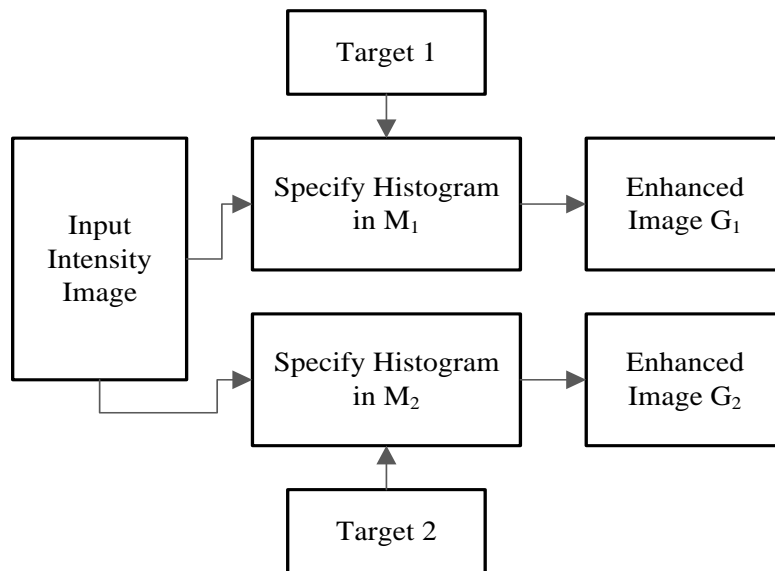 Target 1
Input
Intensity
Image
Specify Histogram
in M₁
Enhanced
Image G₁
Specify Histogram
in M₂
Enhanced
Image G₂
Target 2